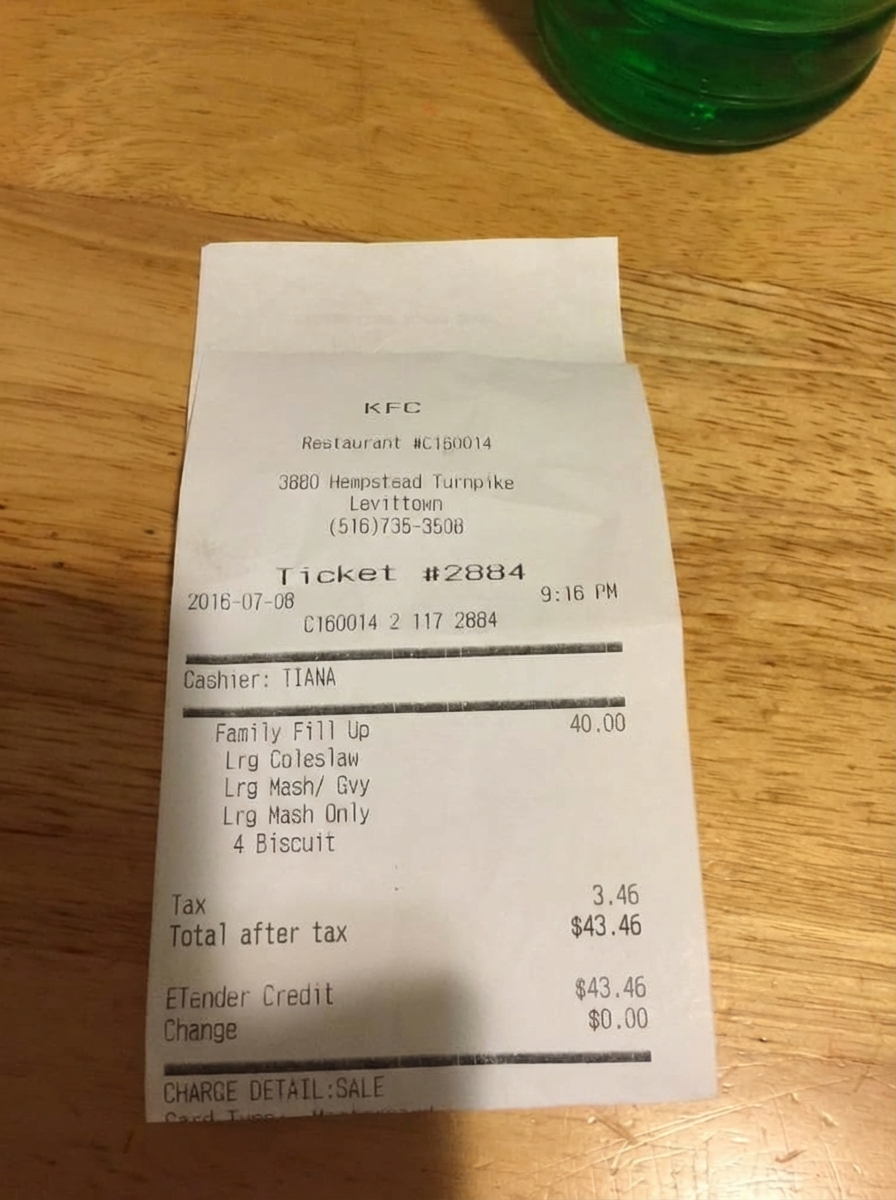 KFC
Restaurant #C160014
3880 Hempstead Turnpike
Levittown
(516)735-3508
Ticket #2884
2016-07-08 9:16 PM
C160014 2 117 2884
Cashier: TIANA
Family Fill Up 40.00
Lrg Coleslaw
Lrg Mash/ Gvy
Lrg Mash Only
4 Biscuit
Tax 3.46
Total after tax $43.46
ETender Credit $43.46
Change $0.00
CHARGE DETAIL:SALE
Card Type: